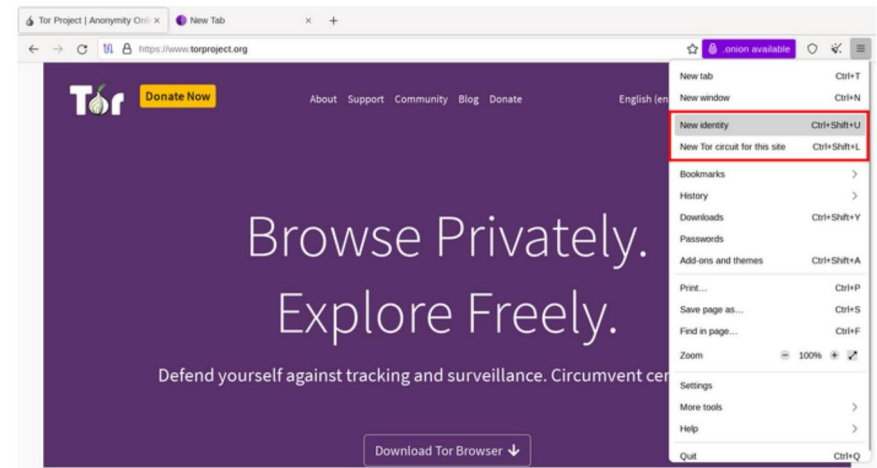 Tor Project | Anonymity Onli
New Tab
https://www.torproject.org
.onion available
Tor
Donate Now
About Support Community Blog Donate
English (en
Browse Privately.
Explore Freely.
Defend yourself against tracking and surveillance. Circumvent cen
Download Tor Browser
New tab Ctrl+T
New window Ctrl+N
New identity Ctrl+Shift+U
New Tor circuit for this site Ctrl+Shift+L
Bookmarks
History
Downloads Ctrl+Shift+Y
Passwords
Add-ons and themes Ctrl+Shift+A
Print... Ctrl+P
Save page as... Ctrl+S
Find in page... Ctrl+F
Zoom 100%
Settings
More tools
Help
Quit Ctrl+Q